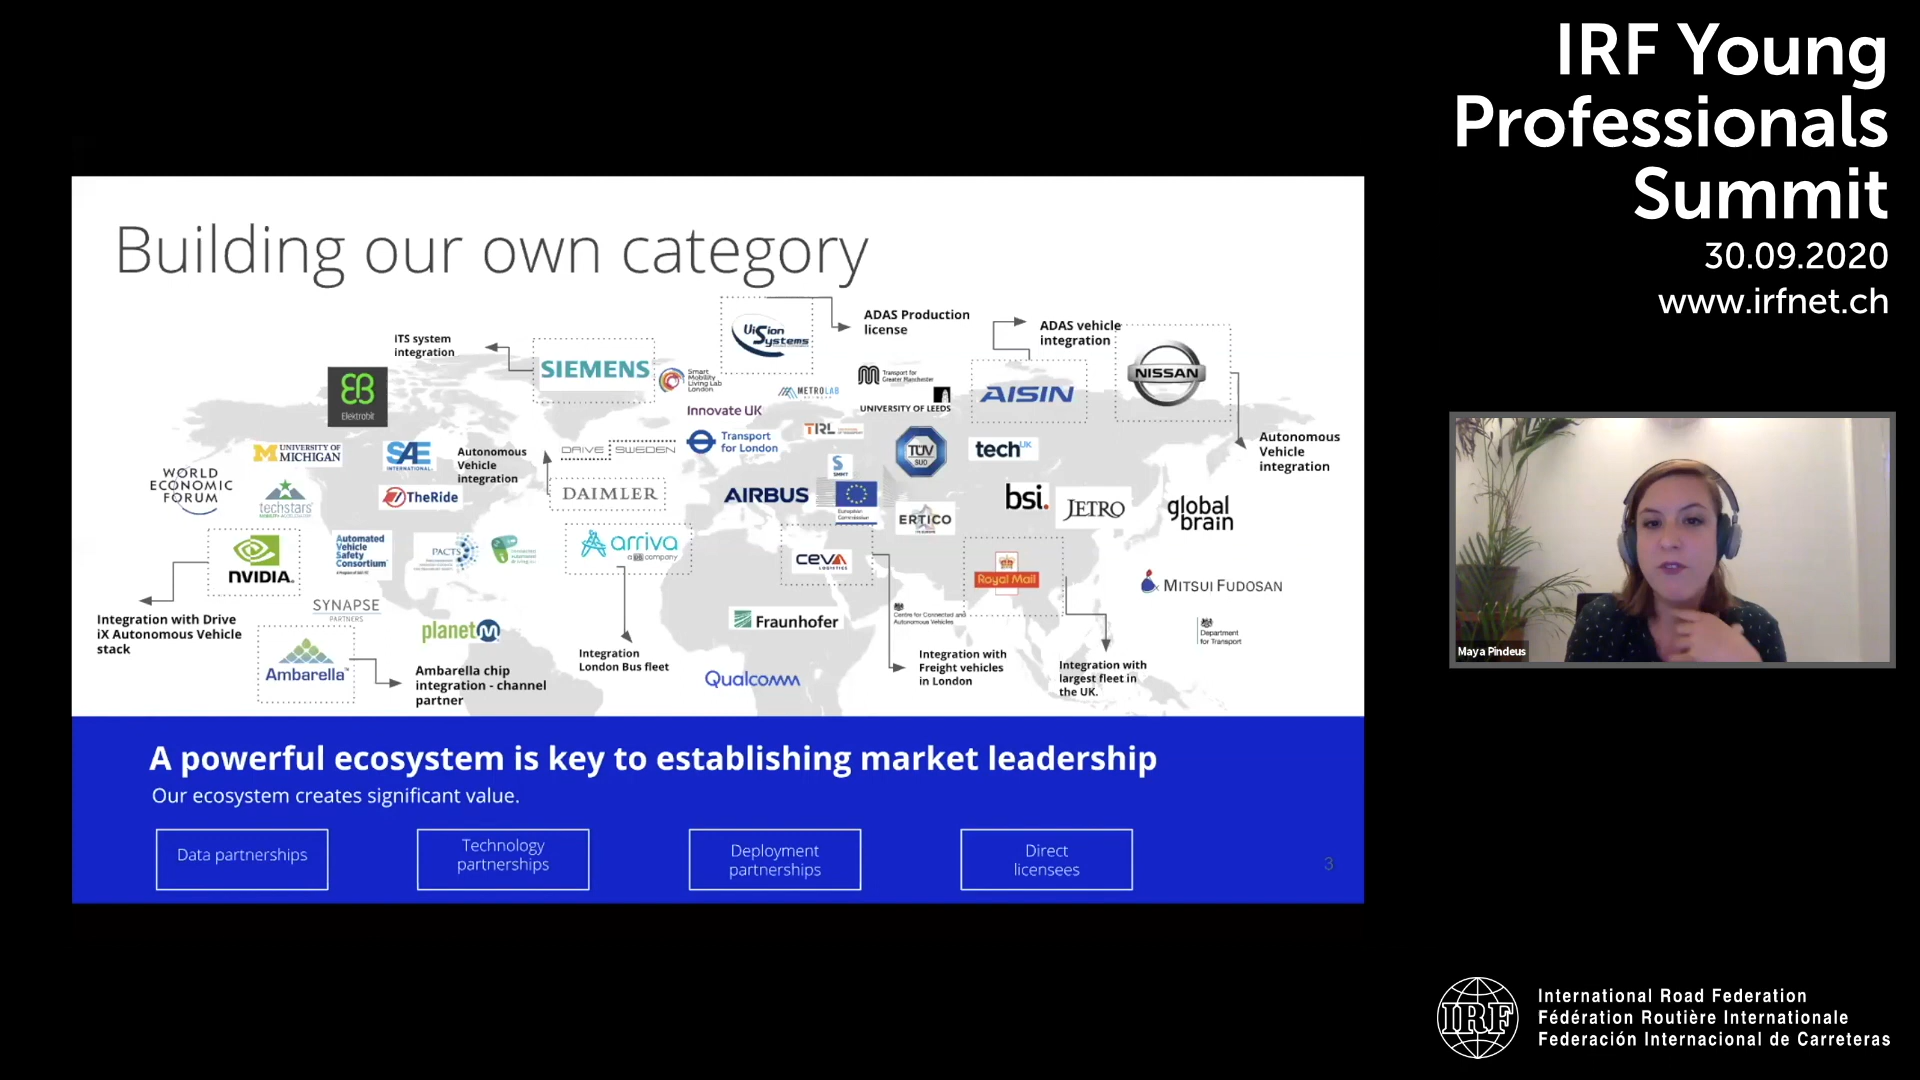 IRF Young
Professionals
Summit
30.09.2020
www.irfnet.ch
Building our own category
ITS system
integration
SIEMENS
Vision
Systems
ADAS Production
license
ADAS vehicle
integration
NISSAN
AISIN
EB
Elektrobit
Smart
Mobility
Living Lab
London
METROLAB
Transport for
Greater Manchester
UNIVERSITY OF LEEDS
Innovate UK
Transport
for London
TRL
TÜV
SÜD
techUK
Autonomous
Vehicle
integration
UNIVERSITY OF
MICHIGAN
SAE
INTERNATIONAL
Autonomous
Vehicle
integration
DRIVE SWEDEN
WORLD
ECONOMIC
FORUM
techstars
TheRide
DAIMLER
AIRBUS
SMMT
European
Commission
ERTICO
bsi.
JETRO
global
brain
NVIDIA
Automated
Vehicle
Safety
Consortium
PACTS
arriva
a DB company
CEVA
LOGISTICS
Royal Mail
MITSUI FUDOSAN
Integration with Drive
iX Autonomous Vehicle
stack
SYNAPSE
PARTNERS
planetM
Ambarella
Ambarella chip
integration - channel
partner
Integration
London Bus fleet
Fraunhofer
Qualcomm
Centre for Connected and
Autonomous Vehicles
Integration with
Freight vehicles
in London
Integration with
largest fleet in
the UK.
Department
for Transport
A powerful ecosystem is key to establishing market leadership
Our ecosystem creates significant value.
Data partnerships
Technology
partnerships
Deployment
partnerships
Direct
licensees
3
Maya Pindeus
IRF
International Road Federation
Fédération Routière Internationale
Federación Internacional de Carreteras